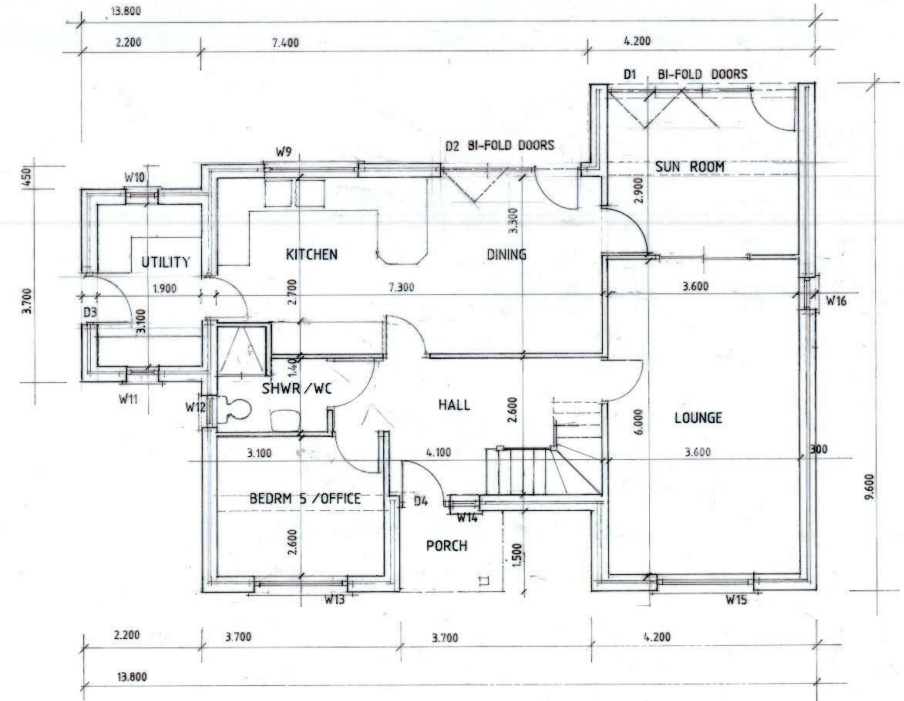 13.800
2.200
7.400
4.200
D1 BI-FOLD DOORS
W9
D2 BI-FOLD DOORS
450
W10
SUN ROOM
2.900
3.300
UTILITY
KITCHEN
DINING
1.900
2.700
7.300
3.600
W16
3.700
D3
3.100
1.40
SHWR/WC
W11
W12
HALL
2.600
6.000
LOUNGE
3.100
4.100
3.600
300
9.600
BEDRM 5/OFFICE
D4
W14
2.600
PORCH
1.500
W13
W15
2.200
3.700
3.700
4.200
13.800